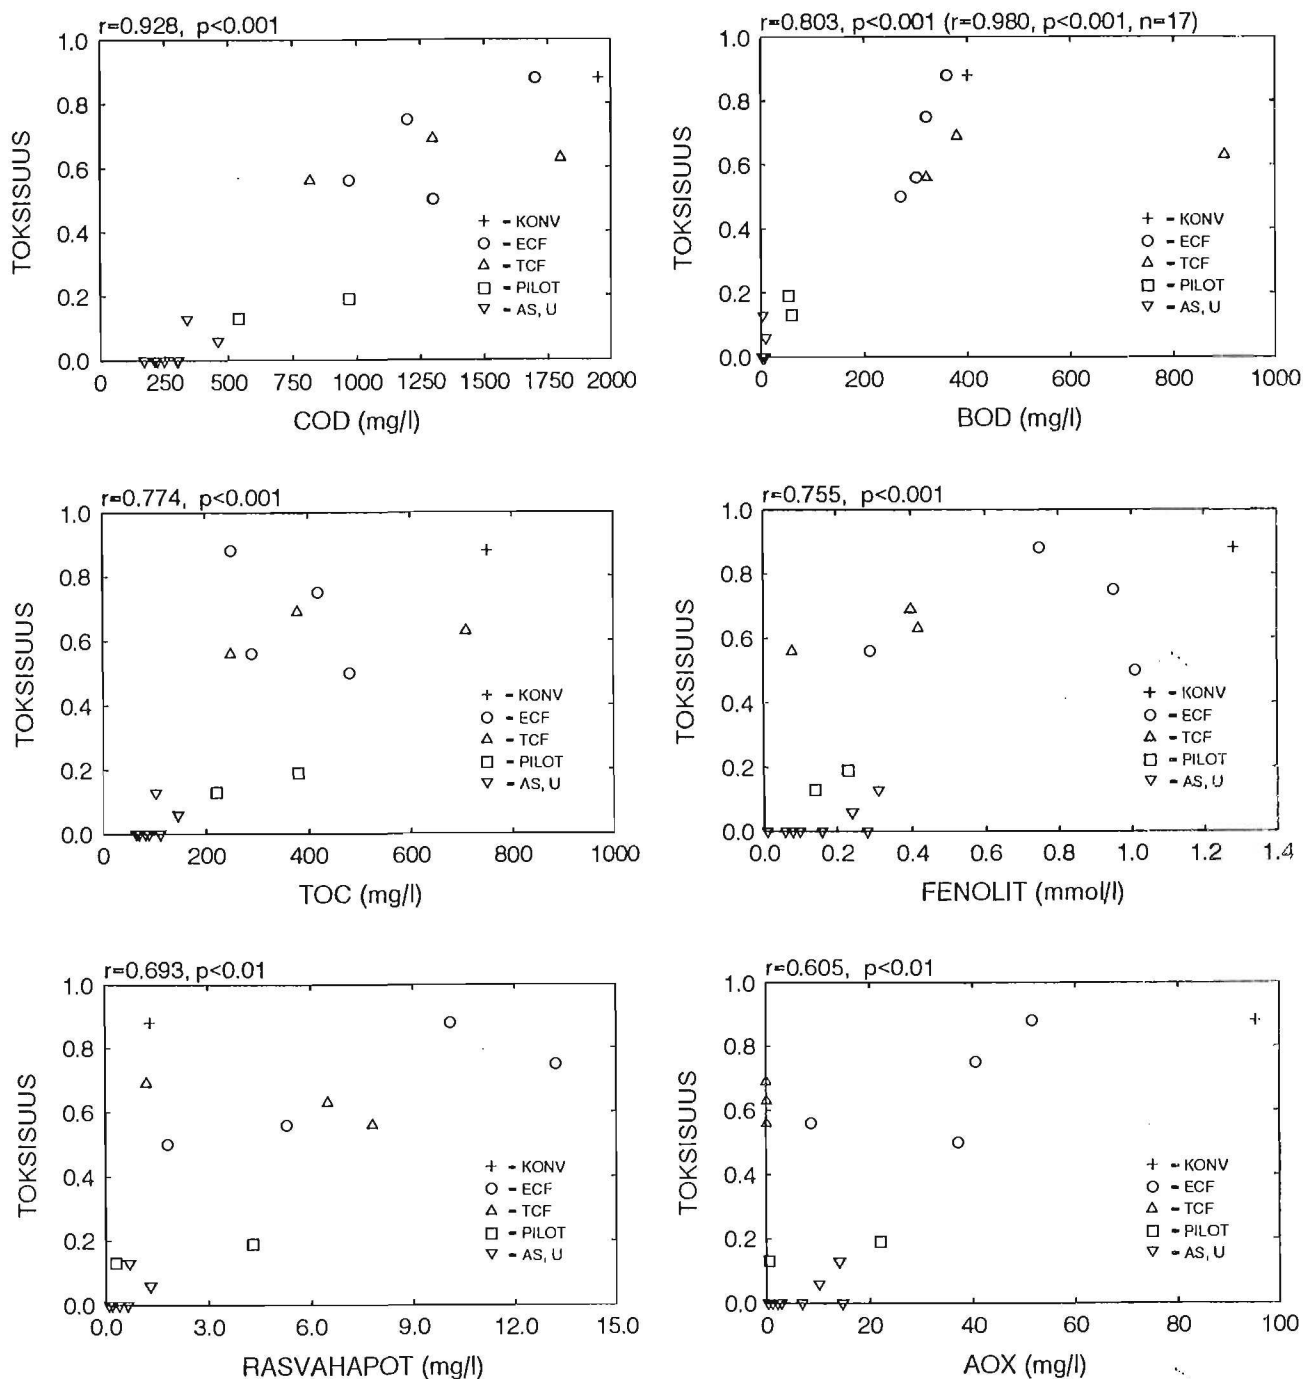 r=0.928, p<0.001
1.0
0.8
0.6
0.4
0.2
0.0
TOKSISUUS
+ - KONV
○ - ECF
△ - TCF
□ - PILOT
▽ - AS, U
0 250 500 750 1000 1250 1500 1750 2000
COD (mg/l)
r=0.803, p<0.001 (r=0.980, p<0.001, n=17)
1.0
0.8
0.6
0.4
0.2
0.0
TOKSISUUS
+ - KONV
○ - ECF
△ - TCF
□ - PILOT
▽ - AS, U
0 200 400 600 800 1000
BOD (mg/l)
r=0.774, p<0.001
1.0
0.8
0.6
0.4
0.2
0.0
TOKSISUUS
+ - KONV
○ - ECF
△ - TCF
□ - PILOT
▽ - AS, U
0 200 400 600 800 1000
TOC (mg/l)
r=0.755, p<0.001
1.0
0.8
0.6
0.4
0.2
0.0
TOKSISUUS
+ - KONV
○ - ECF
△ - TCF
□ - PILOT
▽ - AS, U
0.0 0.2 0.4 0.6 0.8 1.0 1.2 1.4
FENOLIT (mmol/l)
r=0.693, p<0.01
1.0
0.8
0.6
0.4
0.2
0.0
TOKSISUUS
+ - KONV
○ - ECF
△ - TCF
□ - PILOT
▽ - AS, U
0.0 3.0 6.0 9.0 12.0 15.0
RASVAHAPOT (mg/l)
r=0.605, p<0.01
1.0
0.8
0.6
0.4
0.2
0.0
TOKSISUUS
+ - KONV
○ - ECF
△ - TCF
□ - PILOT
▽ - AS, U
0 20 40 60 80 100
AOX (mg/l)